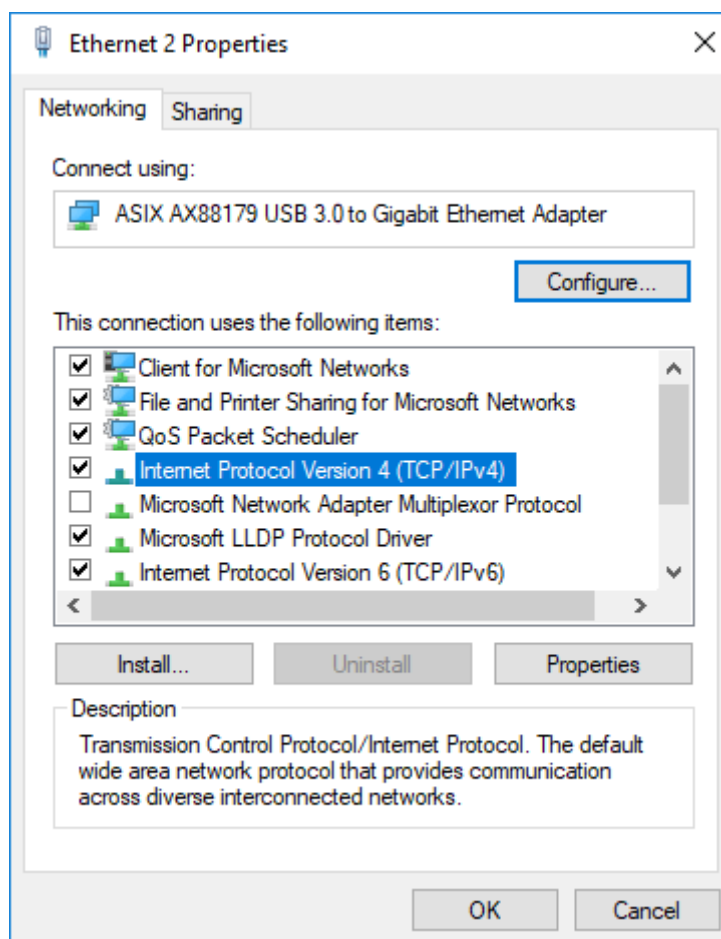 Ethernet 2 Properties
Networking
Sharing
Connect using:
ASIX AX88179 USB 3.0 to Gigabit Ethernet Adapter
Configure...
This connection uses the following items:
Client for Microsoft Networks
File and Printer Sharing for Microsoft Networks
QoS Packet Scheduler
Internet Protocol Version 4 (TCP/IPv4)
Microsoft Network Adapter Multiplexor Protocol
Microsoft LLDP Protocol Driver
Internet Protocol Version 6 (TCP/IPv6)
Install...
Uninstall
Properties
Description
Transmission Control Protocol/Internet Protocol. The default
wide area network protocol that provides communication
across diverse interconnected networks.
OK
Cancel